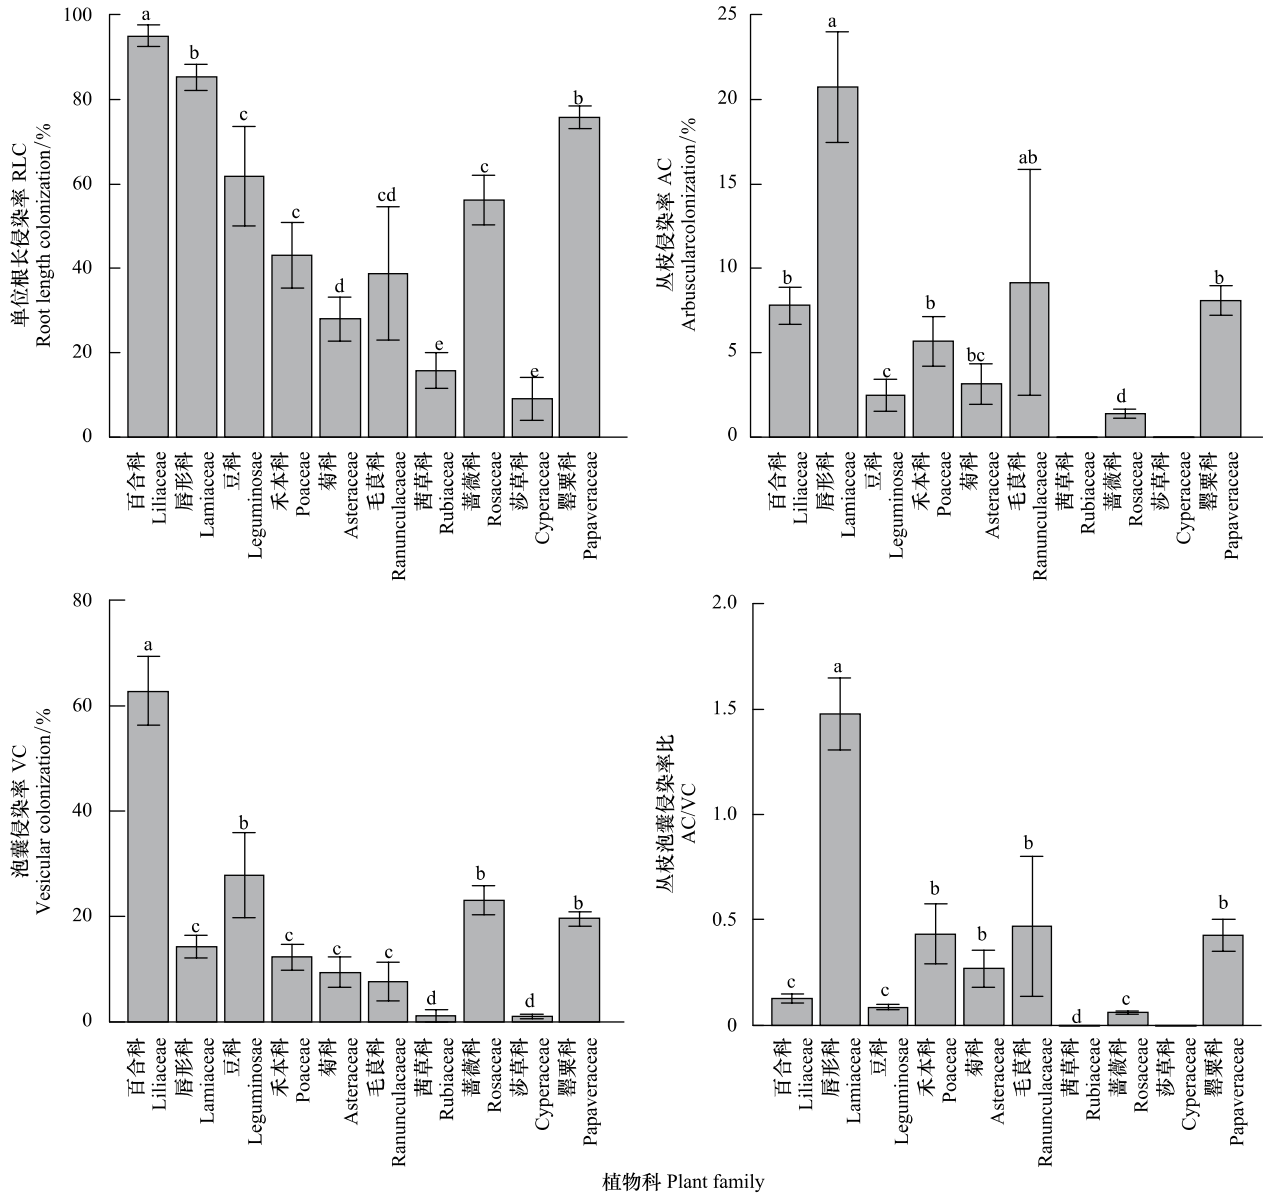 单位根长侵染率 RLC
Root length colonization/%
100
80
60
40
20
0
a
b
c
c
d
cd
e
c
e
b
百合科
Liliaceae
唇形科
Lamiaceae
豆科
Leguminosae
禾本科
Poaceae
菊科
Asteraceae
毛茛科
Ranunculacaeae
茜草科
Rubiaceae
蔷薇科
Rosaceae
莎草科
Cyperaceae
罂粟科
Papaveraceae
丛枝侵染率 AC
Arbuscularcolonization/%
25
20
15
10
5
0
b
a
c
b
bc
ab
d
b
百合科
Liliaceae
唇形科
Lamiaceae
豆科
Leguminosae
禾本科
Poaceae
菊科
Asteraceae
毛茛科
Ranunculacaeae
茜草科
Rubiaceae
蔷薇科
Rosaceae
莎草科
Cyperaceae
罂粟科
Papaveraceae
泡囊侵染率 VC
Vesicular colonization/%
80
60
40
20
0
a
c
b
c
c
c
d
b
d
b
百合科
Liliaceae
唇形科
Lamiaceae
豆科
Leguminosae
禾本科
Poaceae
菊科
Asteraceae
毛茛科
Ranunculacaeae
茜草科
Rubiaceae
蔷薇科
Rosaceae
莎草科
Cyperaceae
罂粟科
Papaveraceae
丛枝泡囊侵染率比
AC/VC
2.0
1.5
1.0
0.5
0
c
a
c
b
b
b
d
c
b
百合科
Liliaceae
唇形科
Lamiaceae
豆科
Leguminosae
禾本科
Poaceae
菊科
Asteraceae
毛茛科
Ranunculacaeae
茜草科
Rubiaceae
蔷薇科
Rosaceae
莎草科
Cyperaceae
罂粟科
Papaveraceae
植物科 Plant family